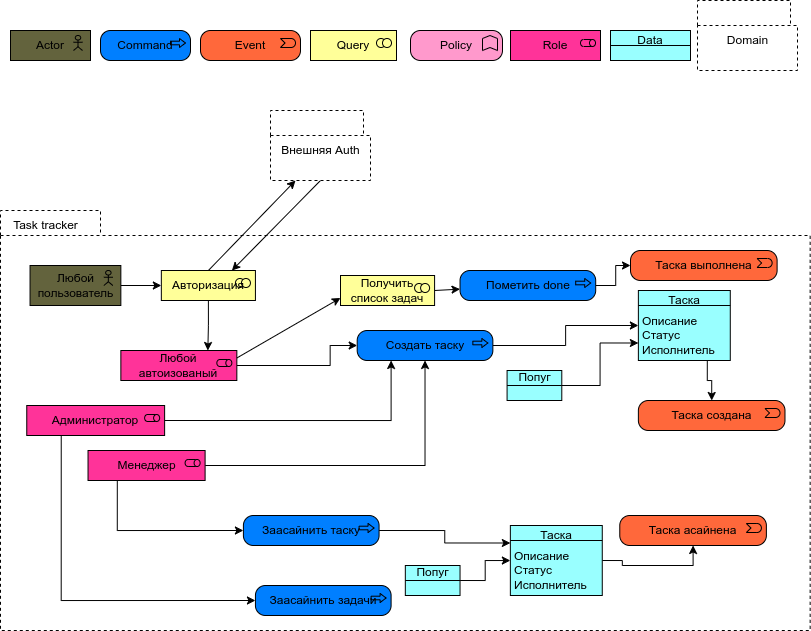 Actor
Command
Event
Query
Policy
Role
Data
Domain
Внешняя Auth
Task tracker
Любой
пользователь
Авторизация
Получить
список задач
Пометить done
Таска выполнена
Таска
Описание
Статус
Исполнитель
Создать таску
Любой
автоизованый
Попуг
Таска создана
Администратор
Менеджер
Заасайнить таску
Таска
Описание
Статус
Исполнитель
Таска асайнена
Попуг
Заасайнить задачи